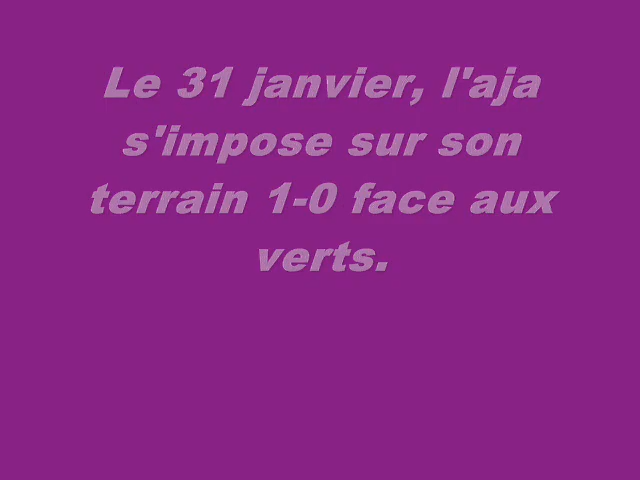 Le 31 janvier, l'aja
s'impose sur son
terrain 1-0 face aux
verts.